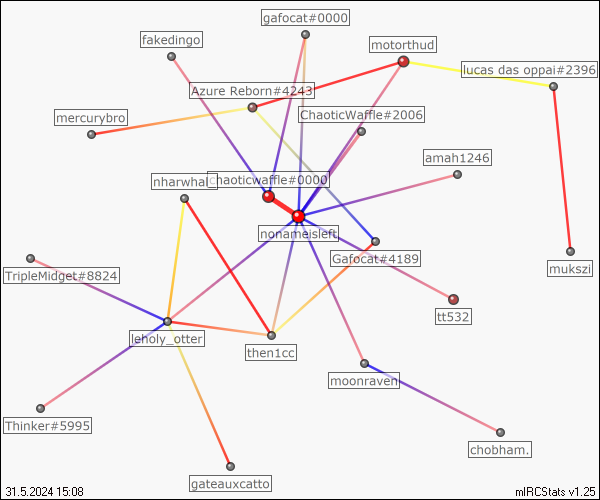 gafocat#0000
fakedingo
motorthud
lucas das oppai#2396
Azure Reborn#4243
mercurybro
ChaoticWaffle#2006
amah1246
nharwhal
chaoticwaffle#0000
nonameisleft
Gafocat#4189
TripleMidget#8824
mukszi
tt532
leholy_otter
then1cc
moonraven
Thinker#5995
chobham.
gateauxcatto
31.5.2024 15:08
mIRCStats v1.25